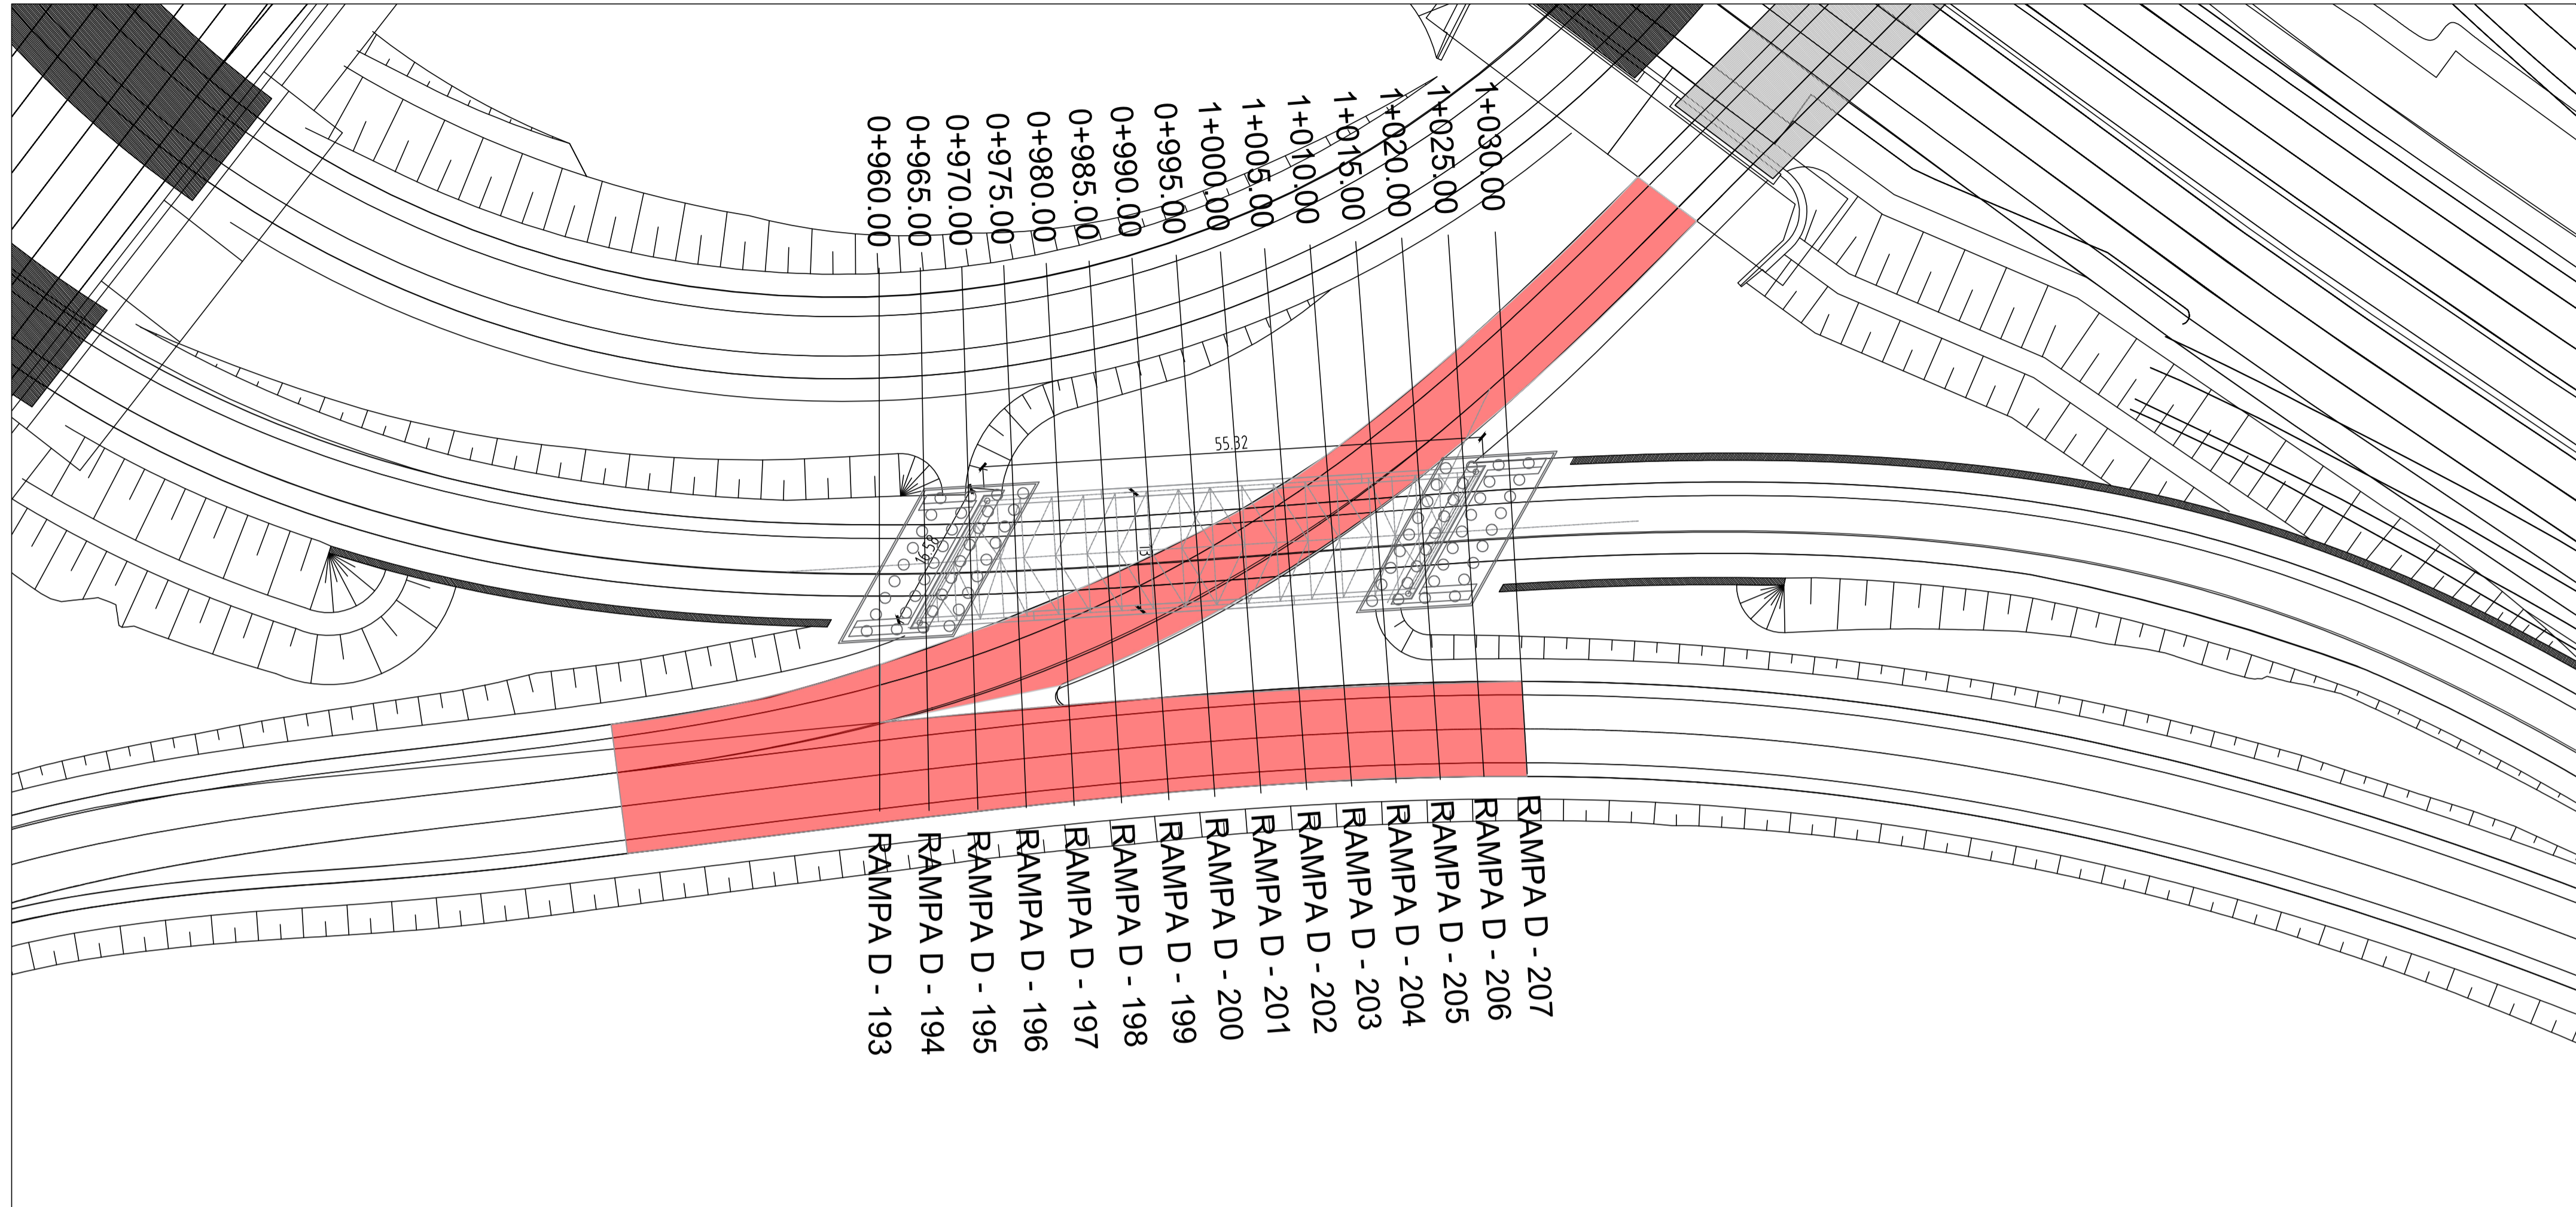 0+960.00
0+965.00
0+970.00
0+975.00
0+980.00
0+985.00
0+990.00
0+995.00
1+000.00
1+005.00
1+010.00
1+015.00
1+020.00
1+025.00
1+030.00
55.32
16.58
RAMPA D - 193
RAMPA D - 194
RAMPA D - 195
RAMPA D - 196
RAMPA D - 197
RAMPA D - 198
RAMPA D - 199
RAMPA D - 200
RAMPA D - 201
RAMPA D - 202
RAMPA D - 203
RAMPA D - 204
RAMPA D - 205
RAMPA D - 206
RAMPA D - 207